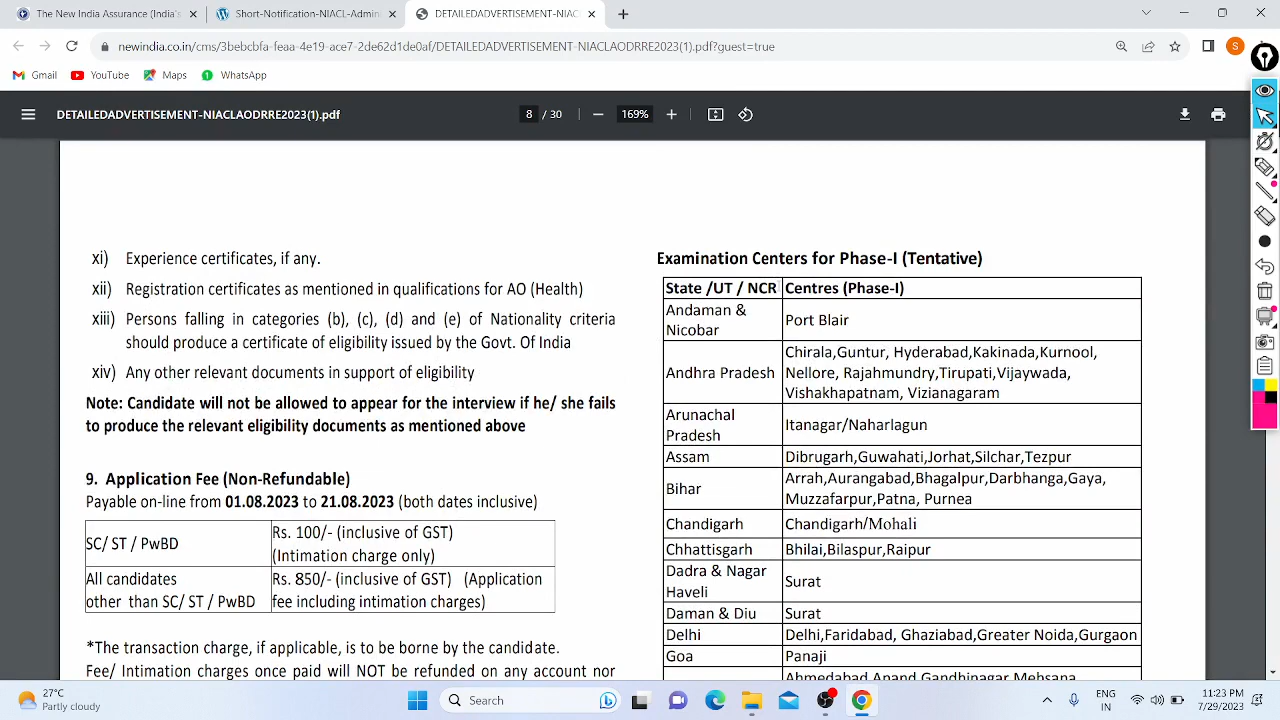 The New India Assurance (India's
Short-Notification-NIACL-Admin
DETAILEDADVERTISEMENT-NIACL
newindia.co.in/cms/3bebcbfa-feaa-4e19-ace7-2de62d1de0af/DETAILEDADVERTISEMENT-NIACLAODRRE2023(1).pdf?guest=true
S
Gmail
YouTube
Maps
WhatsApp
DETAILEDADVERTISEMENT-NIACLAODRRE2023(1).pdf
8 / 30
169%
xi) Experience certificates, if any.
xii) Registration certificates as mentioned in qualifications for AO (Health)
xiii) Persons falling in categories (b), (c), (d) and (e) of Nationality criteria
should produce a certificate of eligibility issued by the Govt. Of India
xiv) Any other relevant documents in support of eligibility
Note: Candidate will not be allowed to appear for the interview if he/ she fails
to produce the relevant eligibility documents as mentioned above
9. Application Fee (Non-Refundable)
Payable on-line from 01.08.2023 to 21.08.2023 (both dates inclusive)
SC/ ST / PwBD
Rs. 100/- (inclusive of GST)
(Intimation charge only)
All candidates
other than SC/ ST / PwBD
Rs. 850/- (inclusive of GST) (Application
fee including intimation charges)
*The transaction charge, if applicable, is to be borne by the candidate.
Fee/ Intimation charges once paid will NOT be refunded on any account nor
Examination Centers for Phase-I (Tentative)
State /UT / NCR
Centres (Phase-I)
Andaman &
Nicobar
Port Blair
Andhra Pradesh
Chirala,Guntur, Hyderabad,Kakinada,Kurnool,
Nellore, Rajahmundry,Tirupati,Vijaywada,
Vishakhapatnam, Vizianagaram
Arunachal
Pradesh
Itanagar/Naharlagun
Assam
Dibrugarh,Guwahati,Jorhat,Silchar,Tezpur
Bihar
Arrah,Aurangabad,Bhagalpur,Darbhanga,Gaya,
Muzzafarpur,Patna, Purnea
Chandigarh
Chandigarh/Mohali
Chhattisgarh
Bhilai,Bilaspur,Raipur
Dadra & Nagar
Haveli
Surat
Daman & Diu
Surat
Delhi
Delhi,Faridabad, Ghaziabad,Greater Noida,Gurgaon
Goa
Panaji
Ahmedabad,Anand,Gandhinagar,Mehsana,
27°C
Partly cloudy
Search
ENG
IN
11:23 PM
7/29/2023